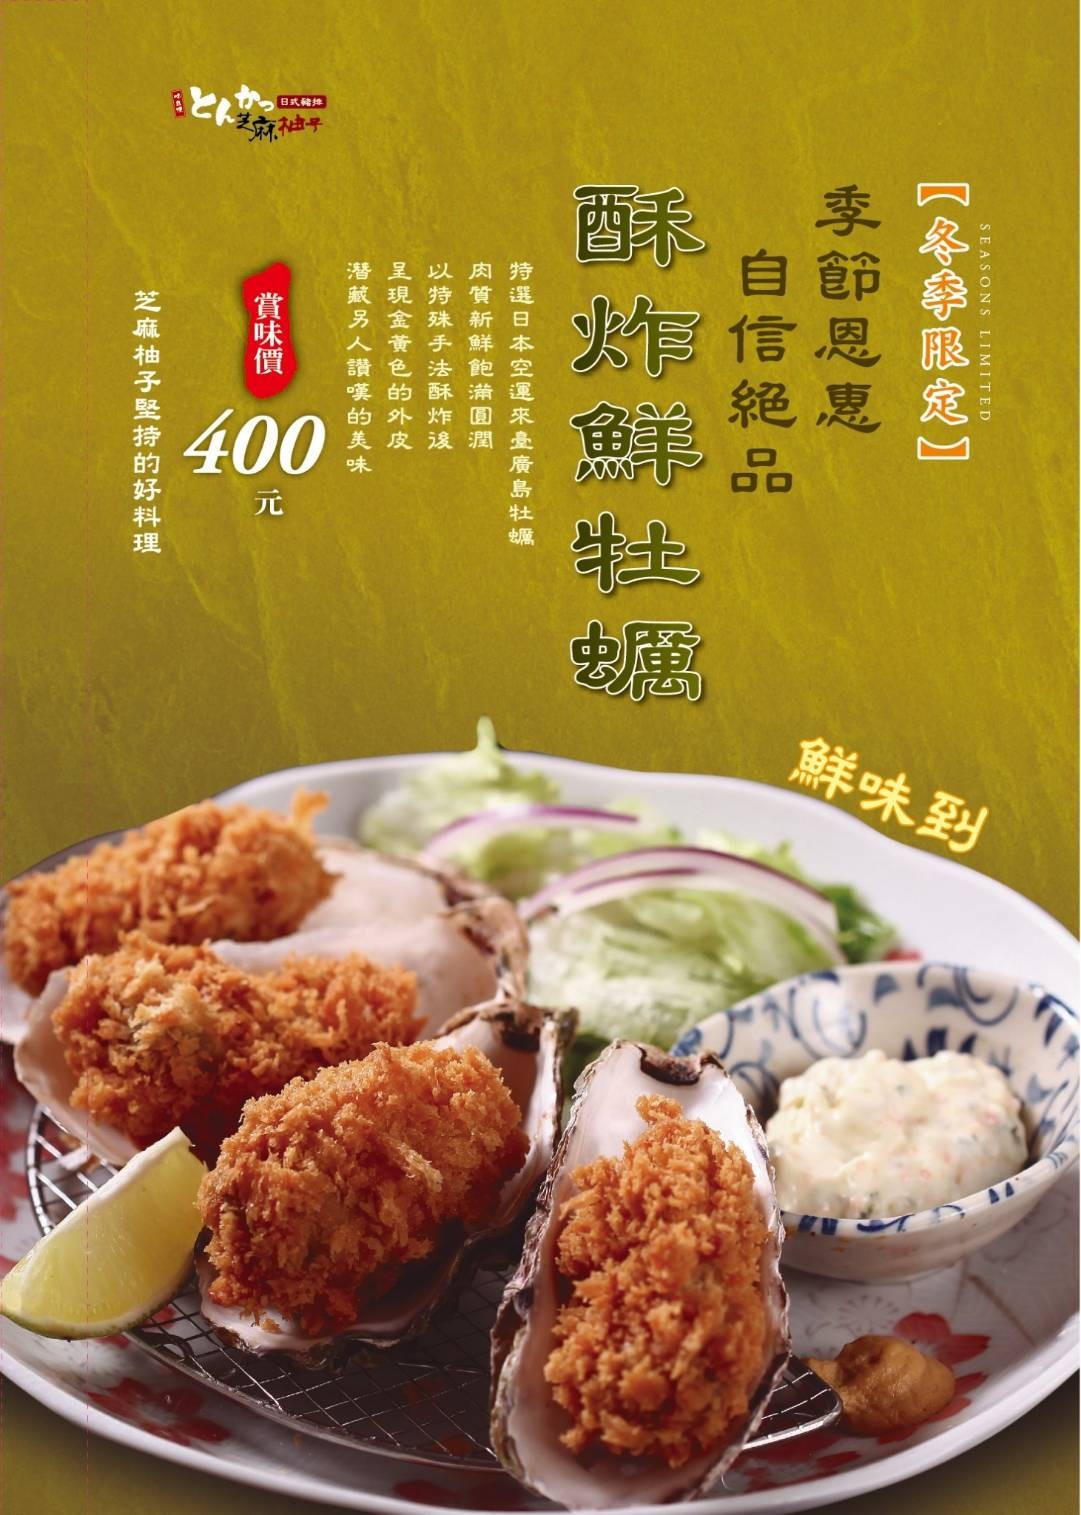 【冬季限定】
SEASONS LIMITED
季節恩惠
自信絕品
酥炸鮮牡蠣
特選日本空運來臺廣島牡蠣
肉質新鮮飽滿圓潤
以特殊手法酥炸後
呈現金黃色的外皮
潛藏另人讚嘆的美味
賞味價
400
元
芝麻柚子堅持的好料理
とんかつ
日式豬排
芝麻柚子
鮮味到